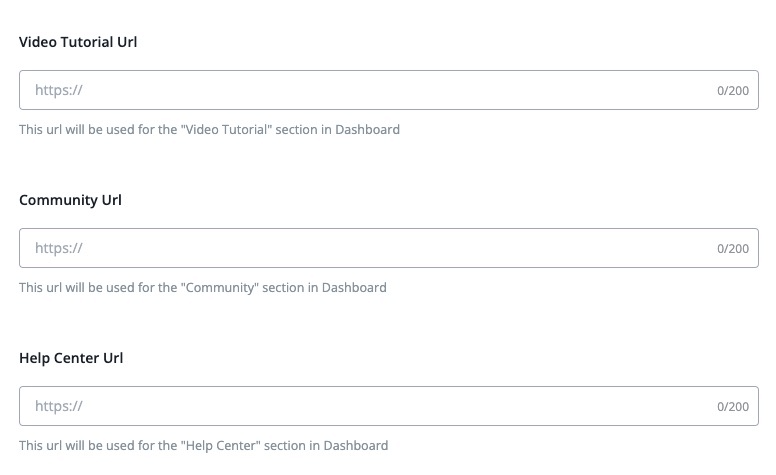 Video Tutorial Url
https://
0/200
This url will be used for the "Video Tutorial" section in Dashboard
Community Url
https://
0/200
This url will be used for the "Community" section in Dashboard
Help Center Url
https://
0/200
This url will be used for the "Help Center" section in Dashboard